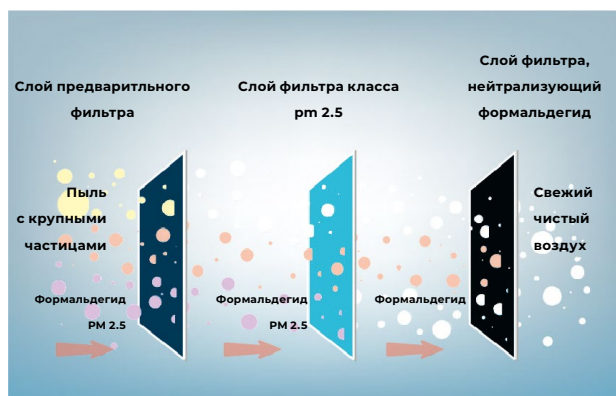 Слой предваритльного
фильтра
Слой фильтра класса
pm 2.5
Слой фильтра,
нейтрализующий
формальдегид
Пыль
с крупными
частицами
Свежий
чистый
воздух
Формальдегид
PM 2.5
Формальдегид
PM 2.5
Формальдегид